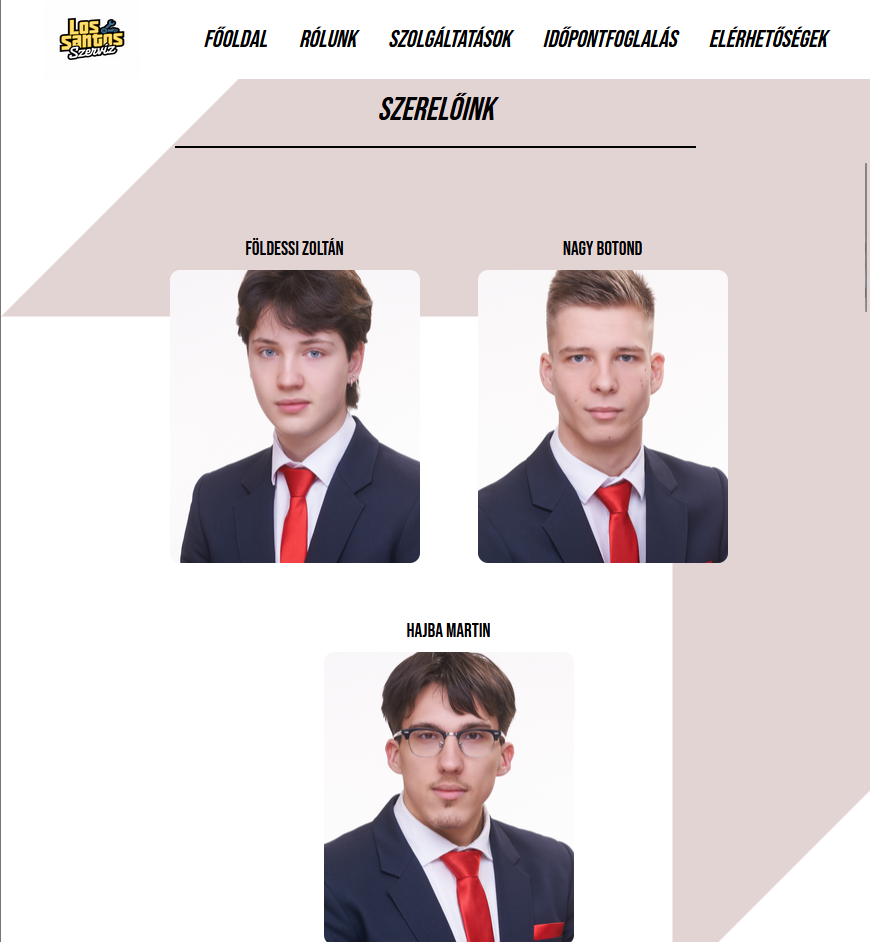 Los
Santos
Szerviz
FŐOLDAL RÓLUNK SZOLGÁLTATÁSOK IDŐPONTFOGLALÁS ELÉRHETŐSÉGEK
SZERELŐINK
FÖLDESSI ZOLTÁN NAGY BOTOND
HAJBA MARTIN